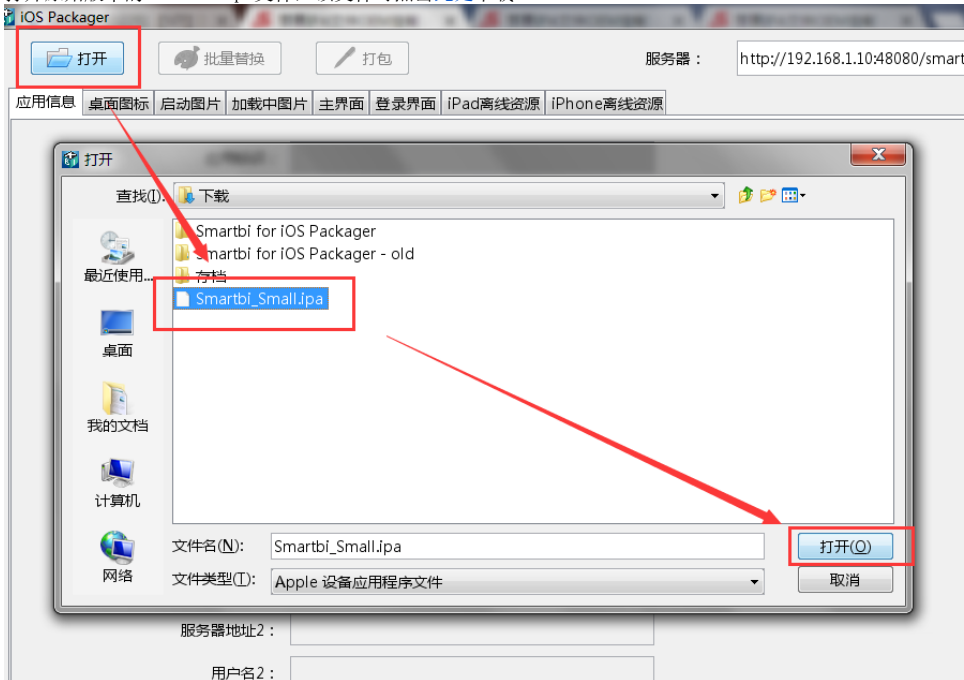 iOS Packager
打开 批量替换 打包 服务器： http://192.168.1.10:48080/smart
应用信息 桌面图标 启动图片 加载中图片 主界面 登录界面 iPad离线资源 iPhone离线资源
打开
查找(I): 下载
Smartbi for iOS Packager
Smartbi for iOS Packager - old
存档
Smartbi_Small.ipa
最近使用...
桌面
我的文档
计算机
网络
文件名(N): Smartbi_Small.ipa 打开(O)
文件类型(T): Apple 设备应用程序文件 取消
服务器地址2：
用户名2：